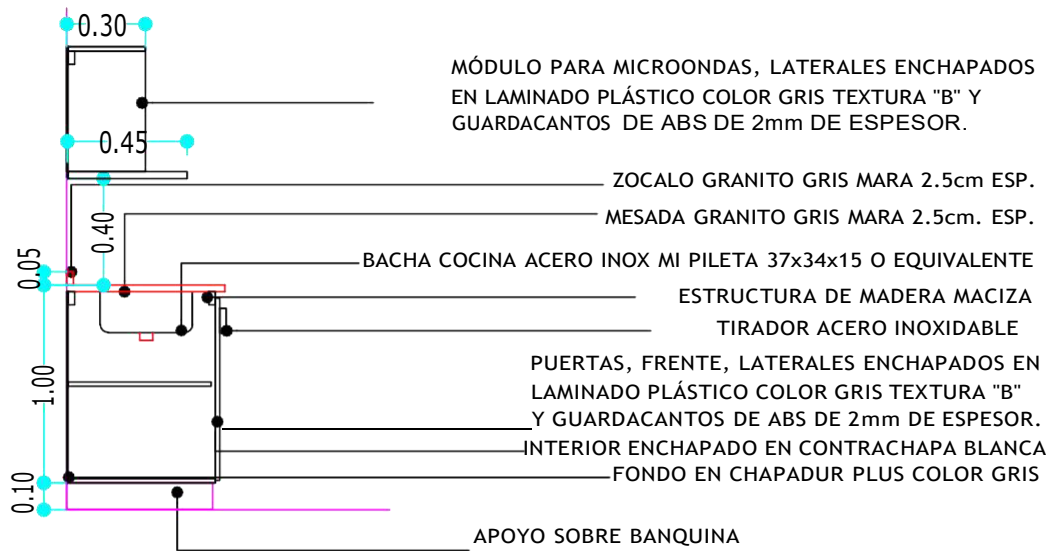 0.30
MÓDULO PARA MICROONDAS, LATERALES ENCHAPADOS
EN LAMINADO PLÁSTICO COLOR GRIS TEXTURA "B" Y
GUARDACANTOS DE ABS DE 2mm DE ESPESOR.
0.45
ZOCALO GRANITO GRIS MARA 2.5cm ESP.
0.40
MESADA GRANITO GRIS MARA 2.5cm. ESP.
0.05
BACHA COCINA ACERO INOX MI PILETA 37x34x15 O EQUIVALENTE
ESTRUCTURA DE MADERA MACIZA
TIRADOR ACERO INOXIDABLE
1.00
PUERTAS, FRENTE, LATERALES ENCHAPADOS EN
LAMINADO PLÁSTICO COLOR GRIS TEXTURA "B"
Y GUARDACANTOS DE ABS DE 2mm DE ESPESOR.
INTERIOR ENCHAPADO EN CONTRACHAPA BLANCA
FONDO EN CHAPADUR PLUS COLOR GRIS
0.10
APOYO SOBRE BANQUINA